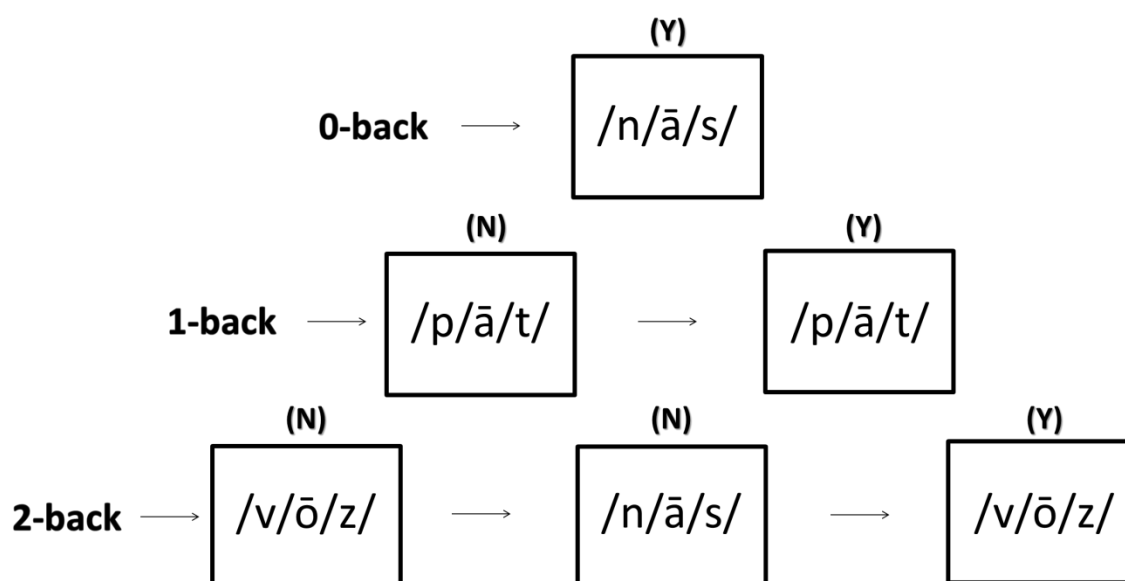 (Y)
0-back /n/ā/s/
(N) (Y)
1-back /p/ā/t/ /p/ā/t/
(N) (N) (Y)
2-back /v/ō/z/ /n/ā/s/ /v/ō/z/